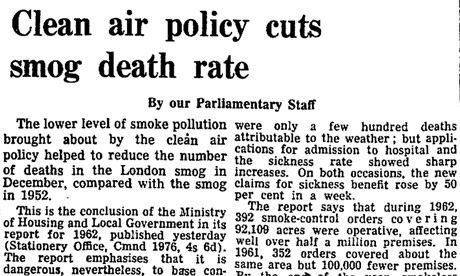 Clean air policy cuts
smog death rate
By our Parliamentary Staff
The lower level of smoke pollution
brought about by the clean air
policy helped to reduce the number
of deaths in the London smog in
December, compared with the smog
in 1952.
This is the conclusion of the Ministry
of Housing and Local Government in its
report for 1962, published yesterday
(Stationery Office, Cmnd 1976, 4s 6d).
The report emphasises that it is
dangerous, nevertheless, to base con-
were only a few hundred deaths
attributable to the weather; but appli-
cations for admission to hospital and
the sickness rate showed sharp
increases. On both occasions, the new
claims for sickness benefit rose by 50
per cent in a week.
The report says that during 1962,
392 smoke-control orders covering
92,109 acres were operative, affecting
well over half a million premises. In
1961, 352 orders covered about the
same area but 100,000 fewer premises.